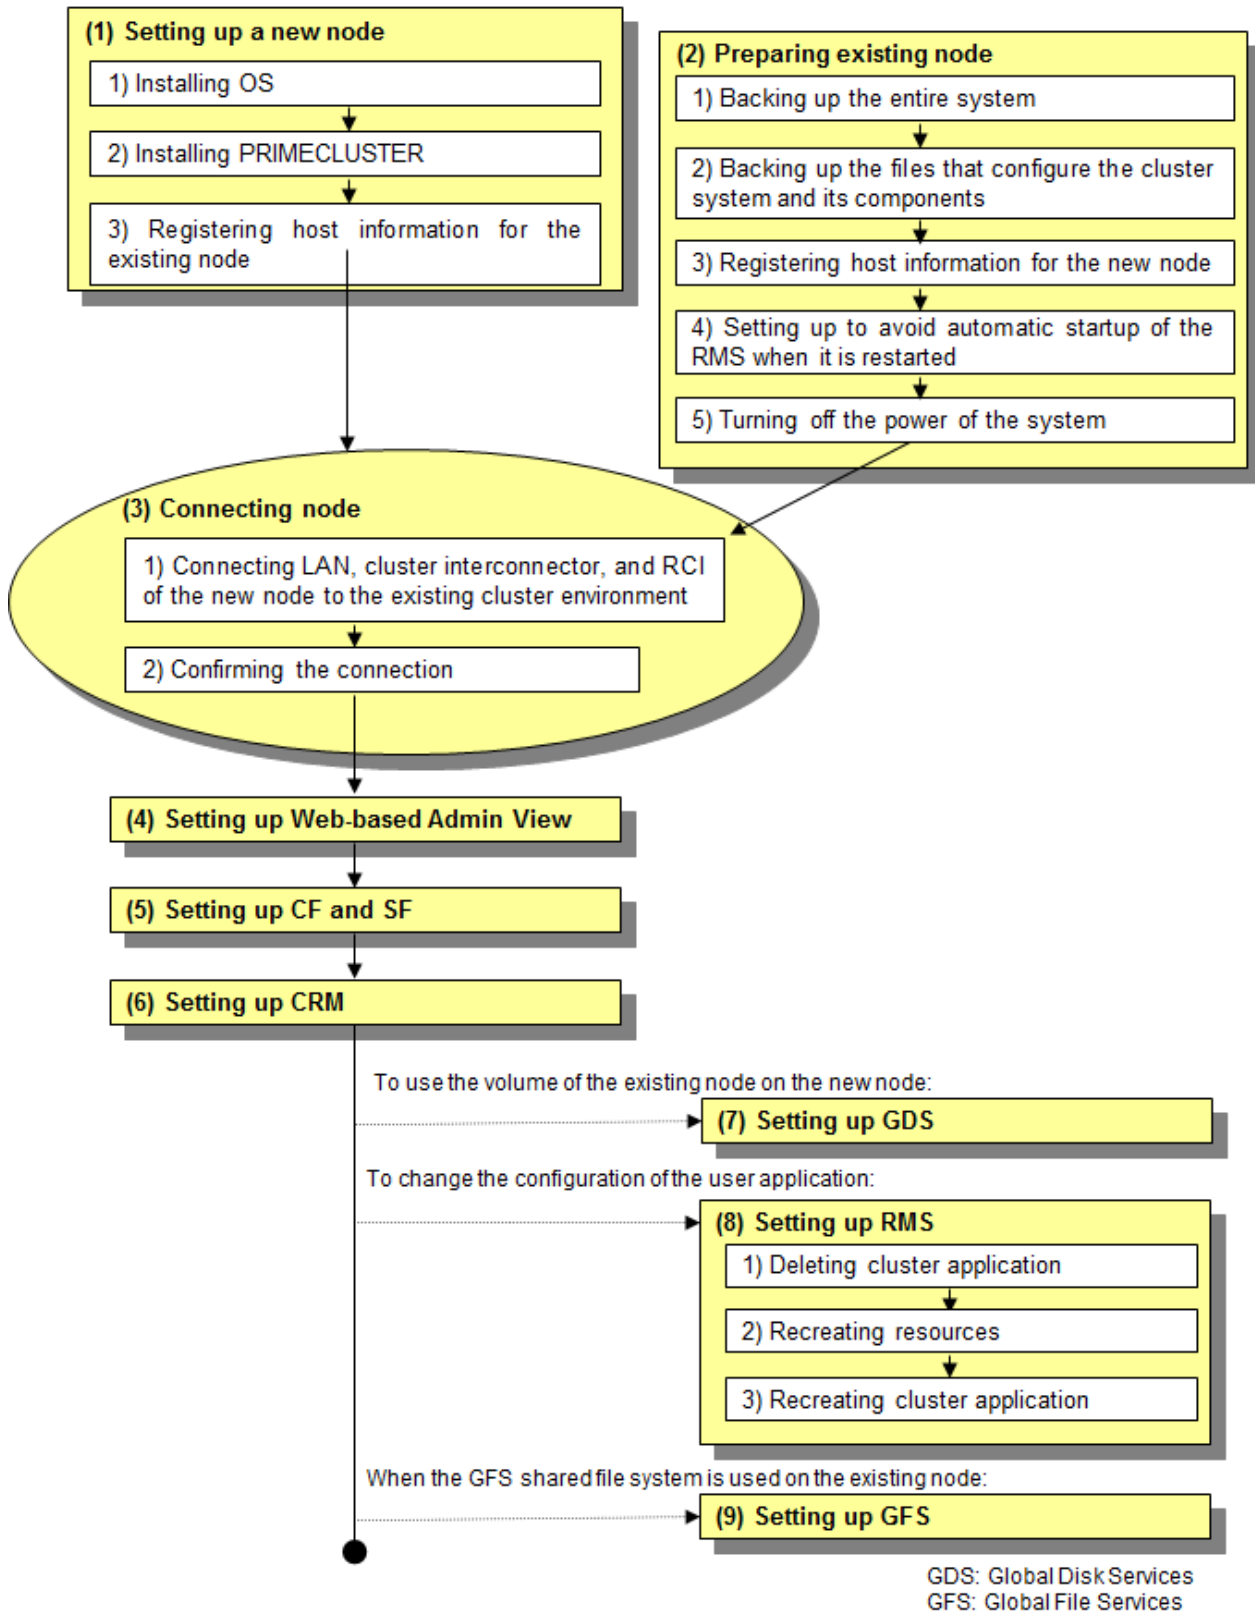 (1) Setting up a new node
1) Installing OS
2) Installing PRIMECLUSTER
3) Registering host information for the
existing node
(2) Preparing existing node
1) Backing up the entire system
2) Backing up the files that configure the cluster
system and its components
3) Registering host information for the new node
4) Setting up to avoid automatic startup of the
RMS when it is restarted
5) Turning off the power of the system
(3) Connecting node
1) Connecting LAN, cluster interconnector, and RCI
of the new node to the existing cluster environment
2) Confirming the connection
(4) Setting up Web-based Admin View
(5) Setting up CF and SF
(6) Setting up CRM
To use the volume of the existing node on the new node:
(7) Setting up GDS
To change the configuration of the user application:
(8) Setting up RMS
1) Deleting cluster application
2) Recreating resources
3) Recreating cluster application
When the GFS shared file system is used on the existing node:
(9) Setting up GFS
GDS: Global Disk Services
GFS: Global File Services